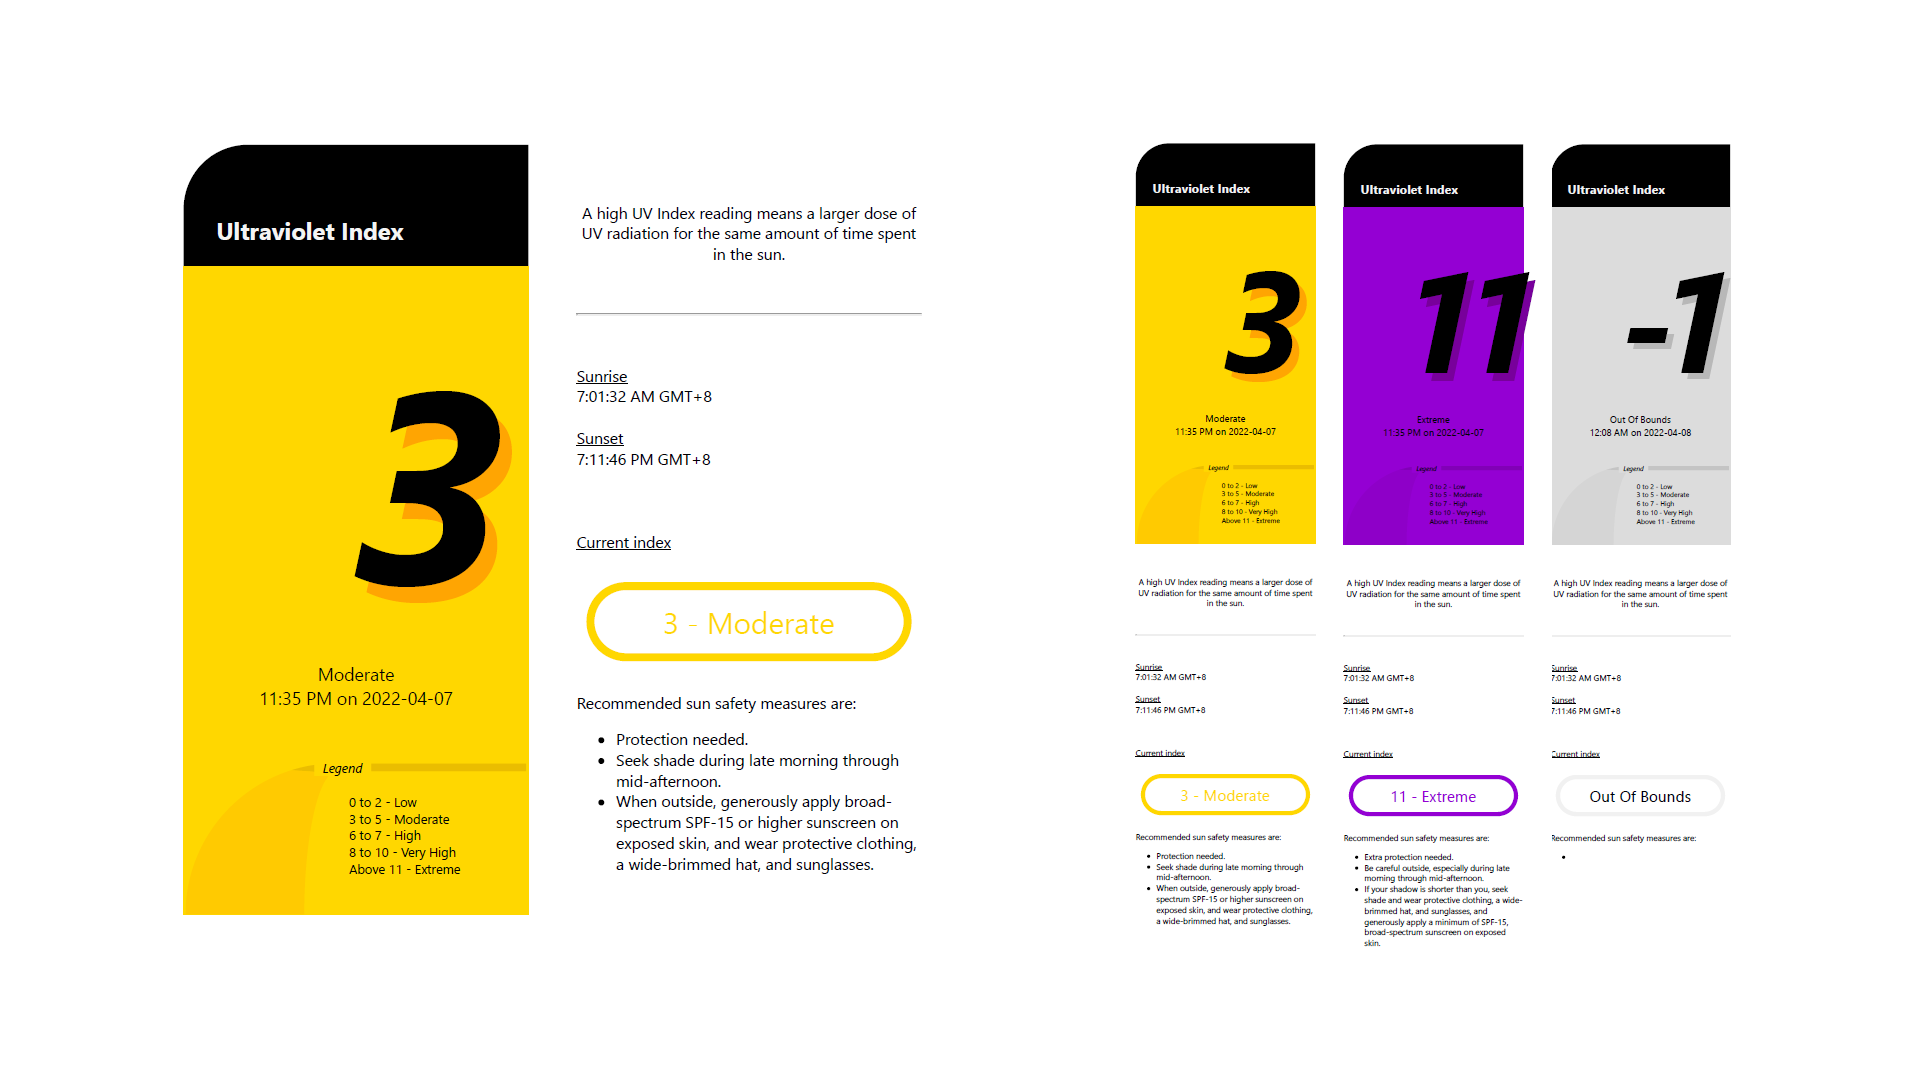 Ultraviolet Index
3
Moderate
11:35 PM on 2022-04-07
Legend
0 to 2 - Low
3 to 5 - Moderate
6 to 7 - High
8 to 10 - Very High
Above 11 - Extreme
A high UV Index reading means a larger dose of
UV radiation for the same amount of time spent
in the sun.
Sunrise
7:01:32 AM GMT+8
Sunset
7:11:46 PM GMT+8
Current index
3 - Moderate
Recommended sun safety measures are:
Protection needed.
Seek shade during late morning through
mid-afternoon.
When outside, generously apply broad-
spectrum SPF-15 or higher sunscreen on
exposed skin, and wear protective clothing,
a wide-brimmed hat, and sunglasses.
Ultraviolet Index
3
Moderate
11:35 PM on 2022-04-07
Legend
0 to 2 - Low
3 to 5 - Moderate
6 to 7 - High
8 to 10 - Very High
Above 11 - Extreme
A high UV Index reading means a larger dose of
UV radiation for the same amount of time spent
in the sun.
Sunrise
7:01:32 AM GMT+8
Sunset
7:11:46 PM GMT+8
Current index
3 - Moderate
Recommended sun safety measures are:
Protection needed.
Seek shade during late morning through
mid-afternoon.
When outside, generously apply broad-
spectrum SPF-15 or higher sunscreen on
exposed skin, and wear protective clothing,
a wide-brimmed hat, and sunglasses.
Ultraviolet Index
11
Extreme
11:35 PM on 2022-04-07
Legend
0 to 2 - Low
3 to 5 - Moderate
6 to 7 - High
8 to 10 - Very High
Above 11 - Extreme
A high UV Index reading means a larger dose of
UV radiation for the same amount of time spent
in the sun.
Sunrise
7:01:32 AM GMT+8
Sunset
7:11:46 PM GMT+8
Current index
11 - Extreme
Recommended sun safety measures are:
Extra protection needed.
Be careful outside, especially during late
morning through mid-afternoon.
If your shadow is shorter than you, seek
shade and wear protective clothing, a wide-
brimmed hat, and sunglasses, and
generously apply a minimum of SPF-15,
broad-spectrum sunscreen on exposed
skin.
Ultraviolet Index
-1
Out Of Bounds
12:08 AM on 2022-04-08
Legend
0 to 2 - Low
3 to 5 - Moderate
6 to 7 - High
8 to 10 - Very High
Above 11 - Extreme
A high UV Index reading means a larger dose of
UV radiation for the same amount of time spent
in the sun.
Sunrise
7:01:32 AM GMT+8
Sunset
7:11:46 PM GMT+8
Current index
Out Of Bounds
Recommended sun safety measures are: